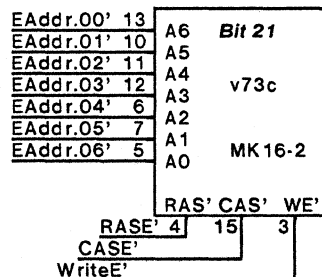 EAddr.00' 13 A6 Bit 21
EAddr.01' 10 A5
EAddr.02' 11 A4 v73c
EAddr.03' 12 A3
EAddr.04' 6 A2
EAddr.05' 7 A1 MK16-2
EAddr.06' 5 A0
RAS' CAS' WE'
RASE' 4 15 3
CASE'
WriteE'